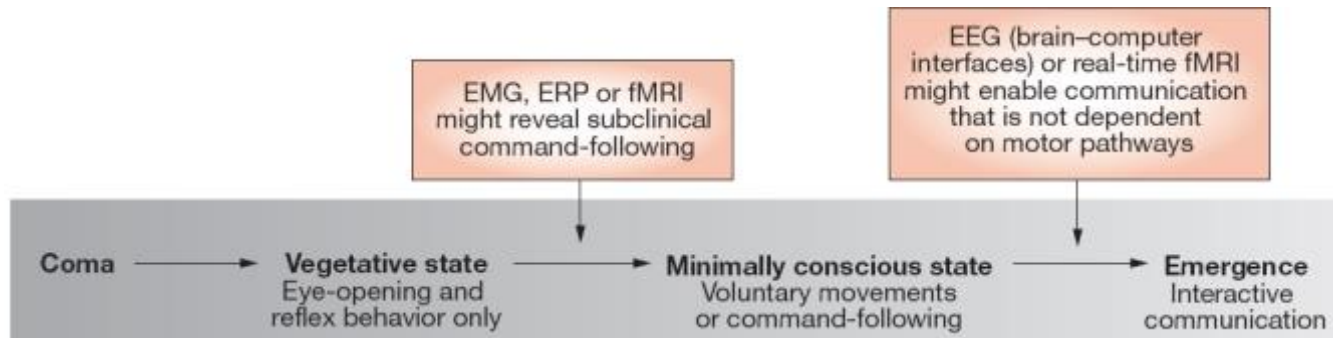 EEG (brain–computer
interfaces) or real-time fMRI
might enable communication
that is not dependent
on motor pathways
EMG, ERP or fMRI
might reveal subclinical
command-following
Coma
Vegetative state
Eye-opening and
reflex behavior only
Minimally conscious state
Voluntary movements
or command-following
Emergence
Interactive
communication